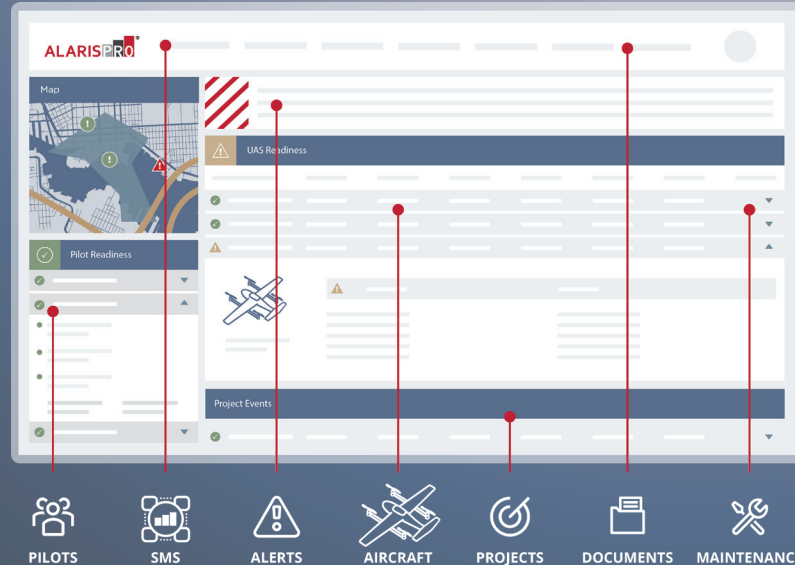 ALARISPRO®
Map
UAS Readiness
Pilot Readiness
Project Events
PILOTS
SMS
ALERTS
AIRCRAFT
PROJECTS
DOCUMENTS
MAINTENANC